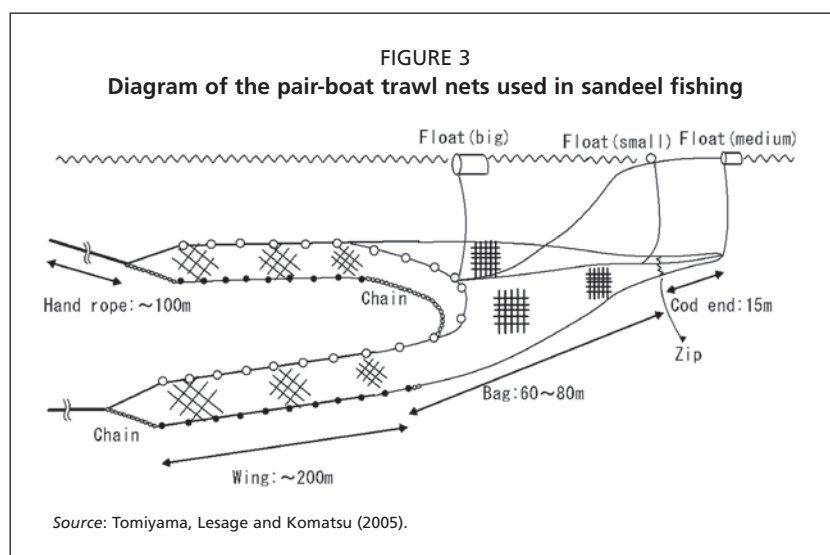 FIGURE 3
Diagram of the pair-boat trawl nets used in sandeel fishing
Float(big)
Float(small)
Float(medium)
Hand rope:~100m
Chain
Cod end:15m
Zip
Bag:60~80m
Chain
Wing:~200m
Source: Tomiyama, Lesage and Komatsu (2005).